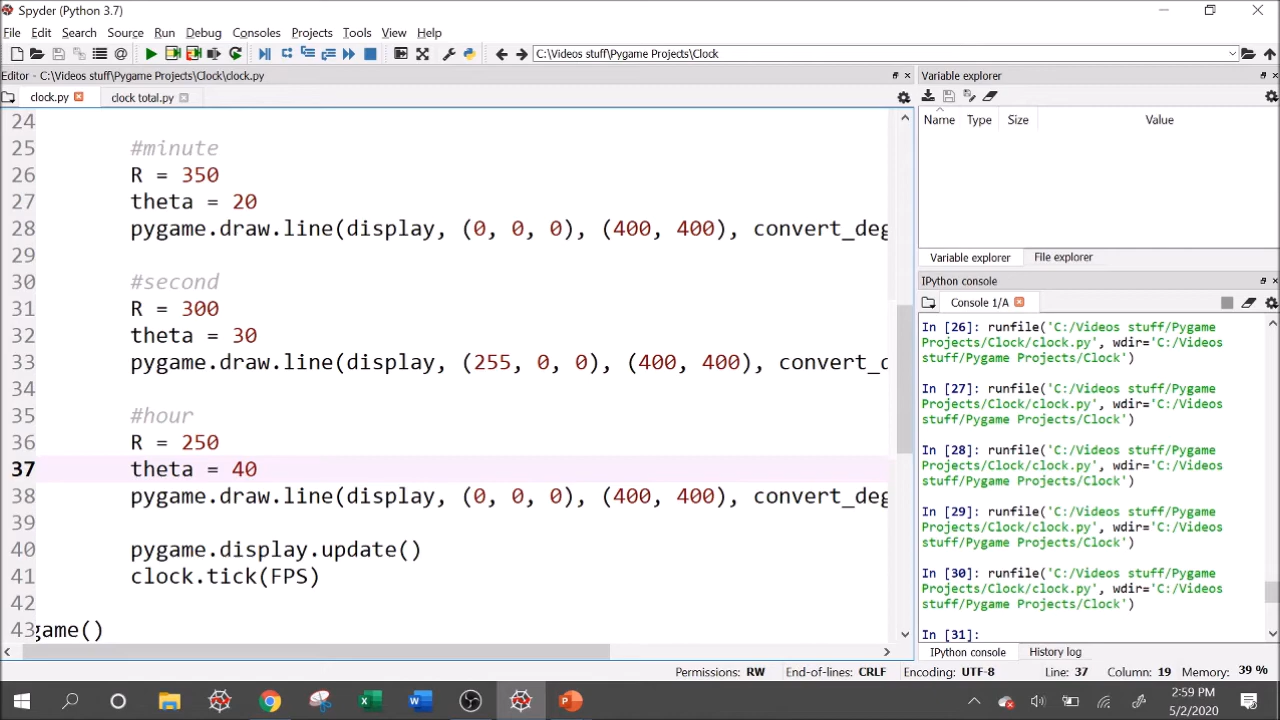 Spyder (Python 3.7)
File Edit Search Source Run Debug Consoles Projects Tools View Help
C:\Videos stuff\Pygame Projects\Clock
Editor - C:\Videos stuff\Pygame Projects\Clock\clock.py
clock.py
clock total.py
24
25 #minute
26 R = 350
27 theta = 20
28 pygame.draw.line(display, (0, 0, 0), (400, 400), convert_deg
29
30 #second
31 R = 300
32 theta = 30
33 pygame.draw.line(display, (255, 0, 0), (400, 400), convert_d
34
35 #hour
36 R = 250
37 theta = 40
38 pygame.draw.line(display, (0, 0, 0), (400, 400), convert_deg
39
40 pygame.display.update()
41 clock.tick(FPS)
42
43 game()
Variable explorer
Name Type Size Value
Variable explorer File explorer
IPython console
Console 1/A
In [26]: runfile('C:/Videos stuff/Pygame
Projects/Clock/clock.py', wdir='C:/Videos
stuff/Pygame Projects/Clock')
In [27]: runfile('C:/Videos stuff/Pygame
Projects/Clock/clock.py', wdir='C:/Videos
stuff/Pygame Projects/Clock')
In [28]: runfile('C:/Videos stuff/Pygame
Projects/Clock/clock.py', wdir='C:/Videos
stuff/Pygame Projects/Clock')
In [29]: runfile('C:/Videos stuff/Pygame
Projects/Clock/clock.py', wdir='C:/Videos
stuff/Pygame Projects/Clock')
In [30]: runfile('C:/Videos stuff/Pygame
Projects/Clock/clock.py', wdir='C:/Videos
stuff/Pygame Projects/Clock')
In [31]:
IPython console History log
Permissions: RW End-of-lines: CRLF Encoding: UTF-8 Line: 37 Column: 19 Memory: 39 %
2:59 PM
5/2/2020